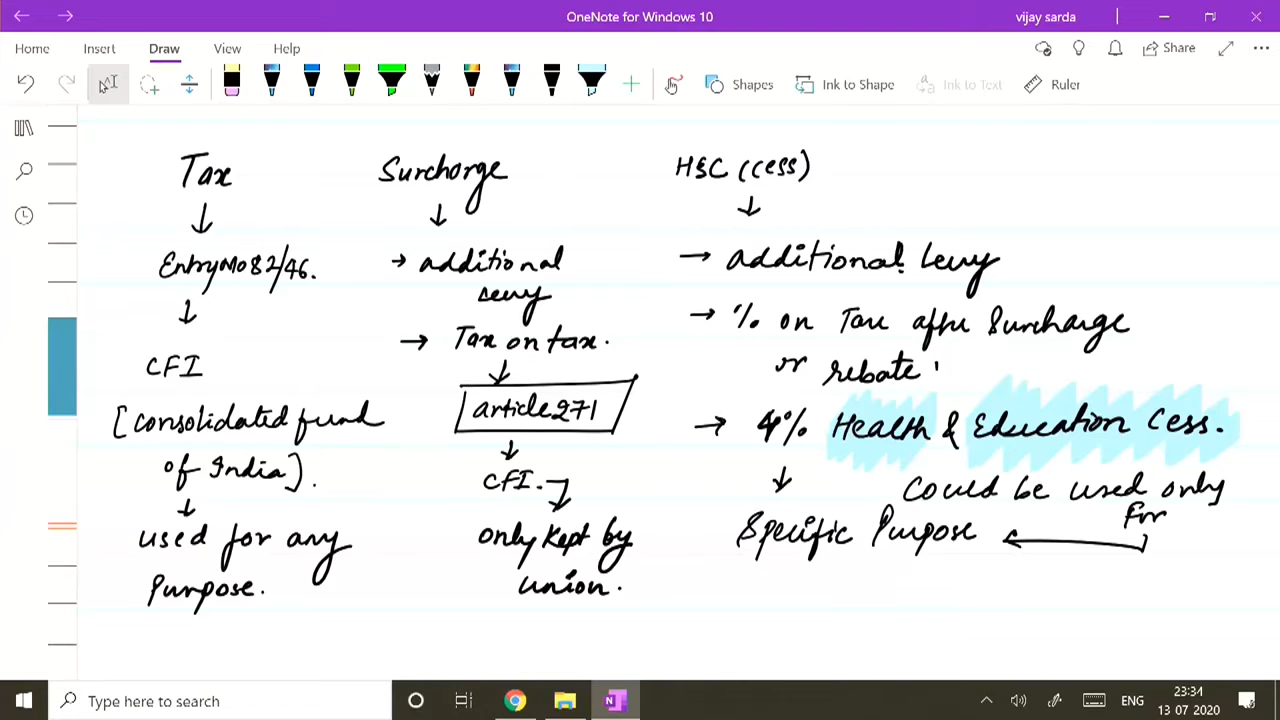 OneNote for Windows 10
vijay sarda
Home Insert Draw View Help
Share
Shapes
Ink to Shape
Ink to Text
Ruler
Tax
↓
Entry No 82/46.
↓
CFI
[consolidated fund
of India].
↓
used for any
Purpose.
Surcharge
↓
→ additional
levy
→ Tax on tax.
↓
article 271
↓
CFI.
only kept by
union.
H&C (cess)
↓
→ additional levy
→ % on Tax after Surcharge
or rebate
→ 4% Health & Education Cess.
↓
Could be used only
For
Specific Purpose
Type here to search
ENG
23:34
13-07-2020